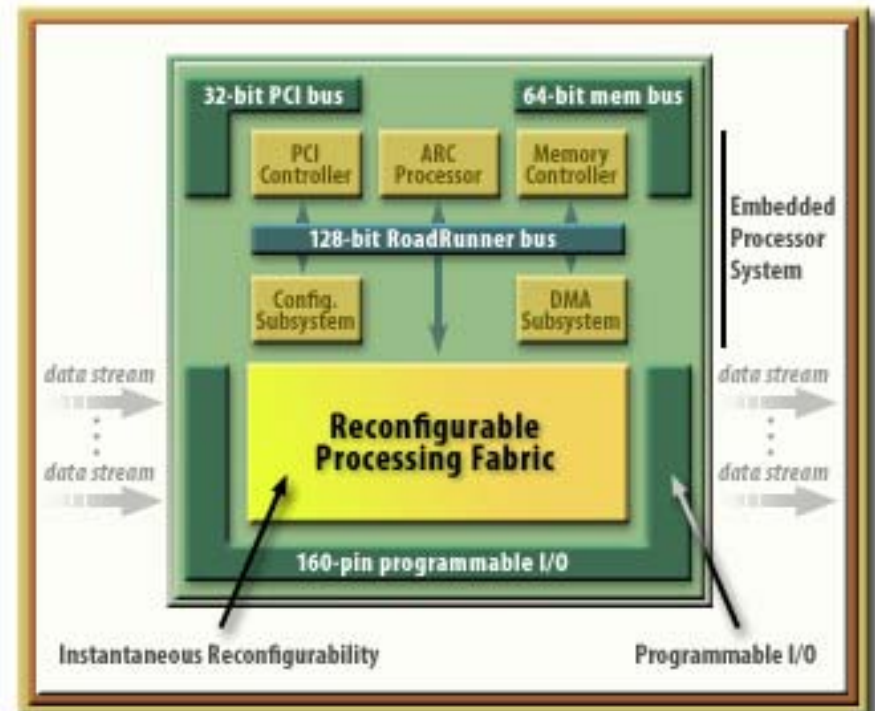 32-bit PCI bus
64-bit mem bus
PCI
Controller
ARC
Processor
Memory
Controller
Embedded
Processor
System
128-bit RoadRunner bus
Config.
Subsystem
DMA
Subsystem
data stream
data stream
Reconfigurable
Processing Fabric
data stream
data stream
160-pin programmable I/O
Instantaneous Reconfigurability
Programmable I/O